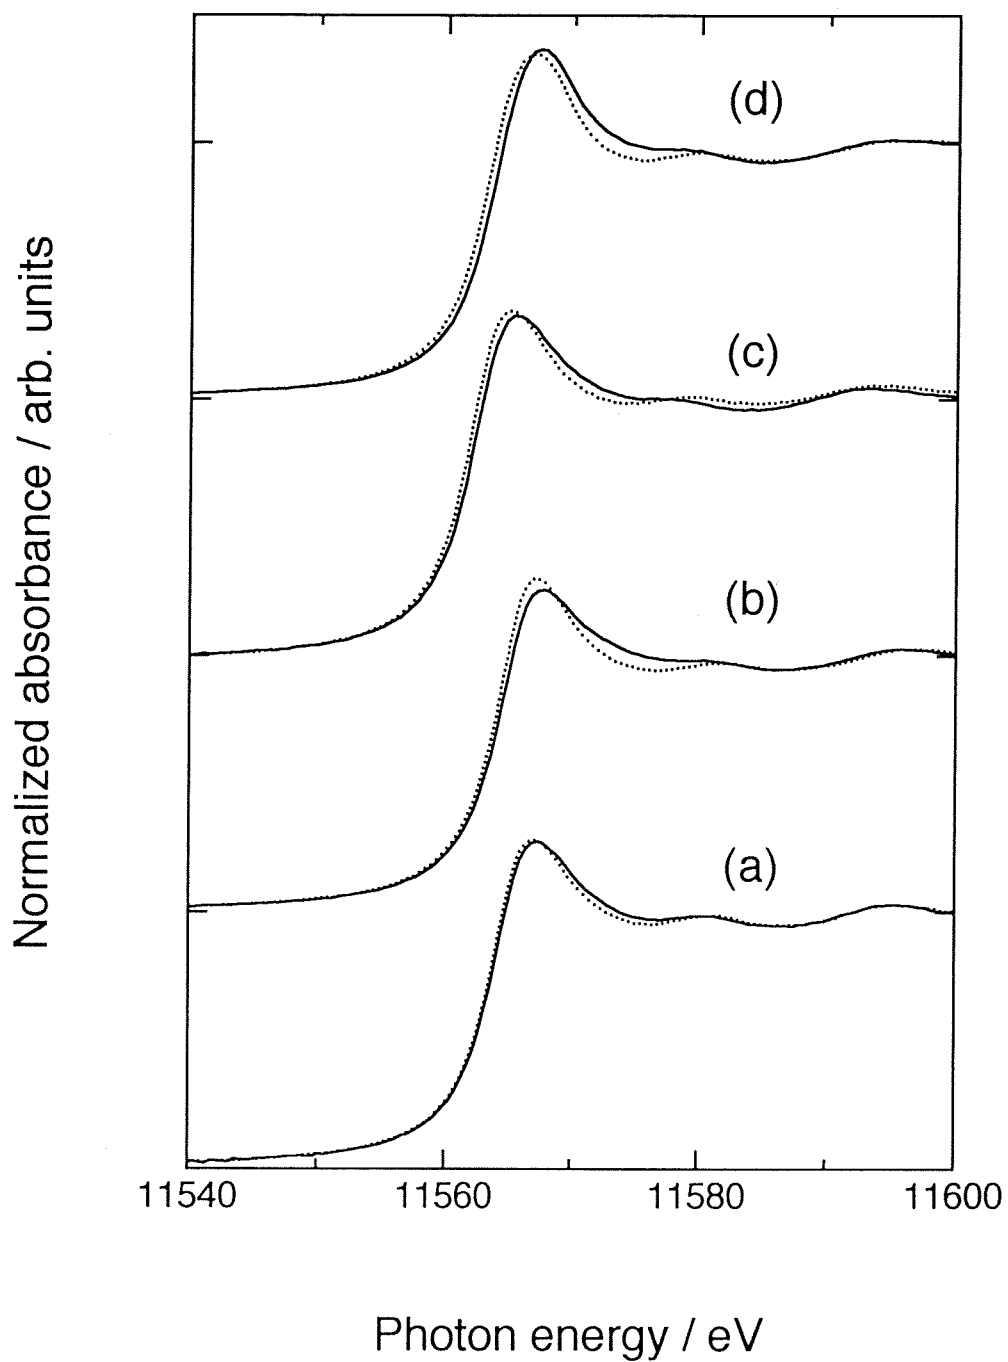 Normalized absorbance / arb. units
(d)
(c)
(b)
(a)
11540
11560
11580
11600
Photon energy / eV